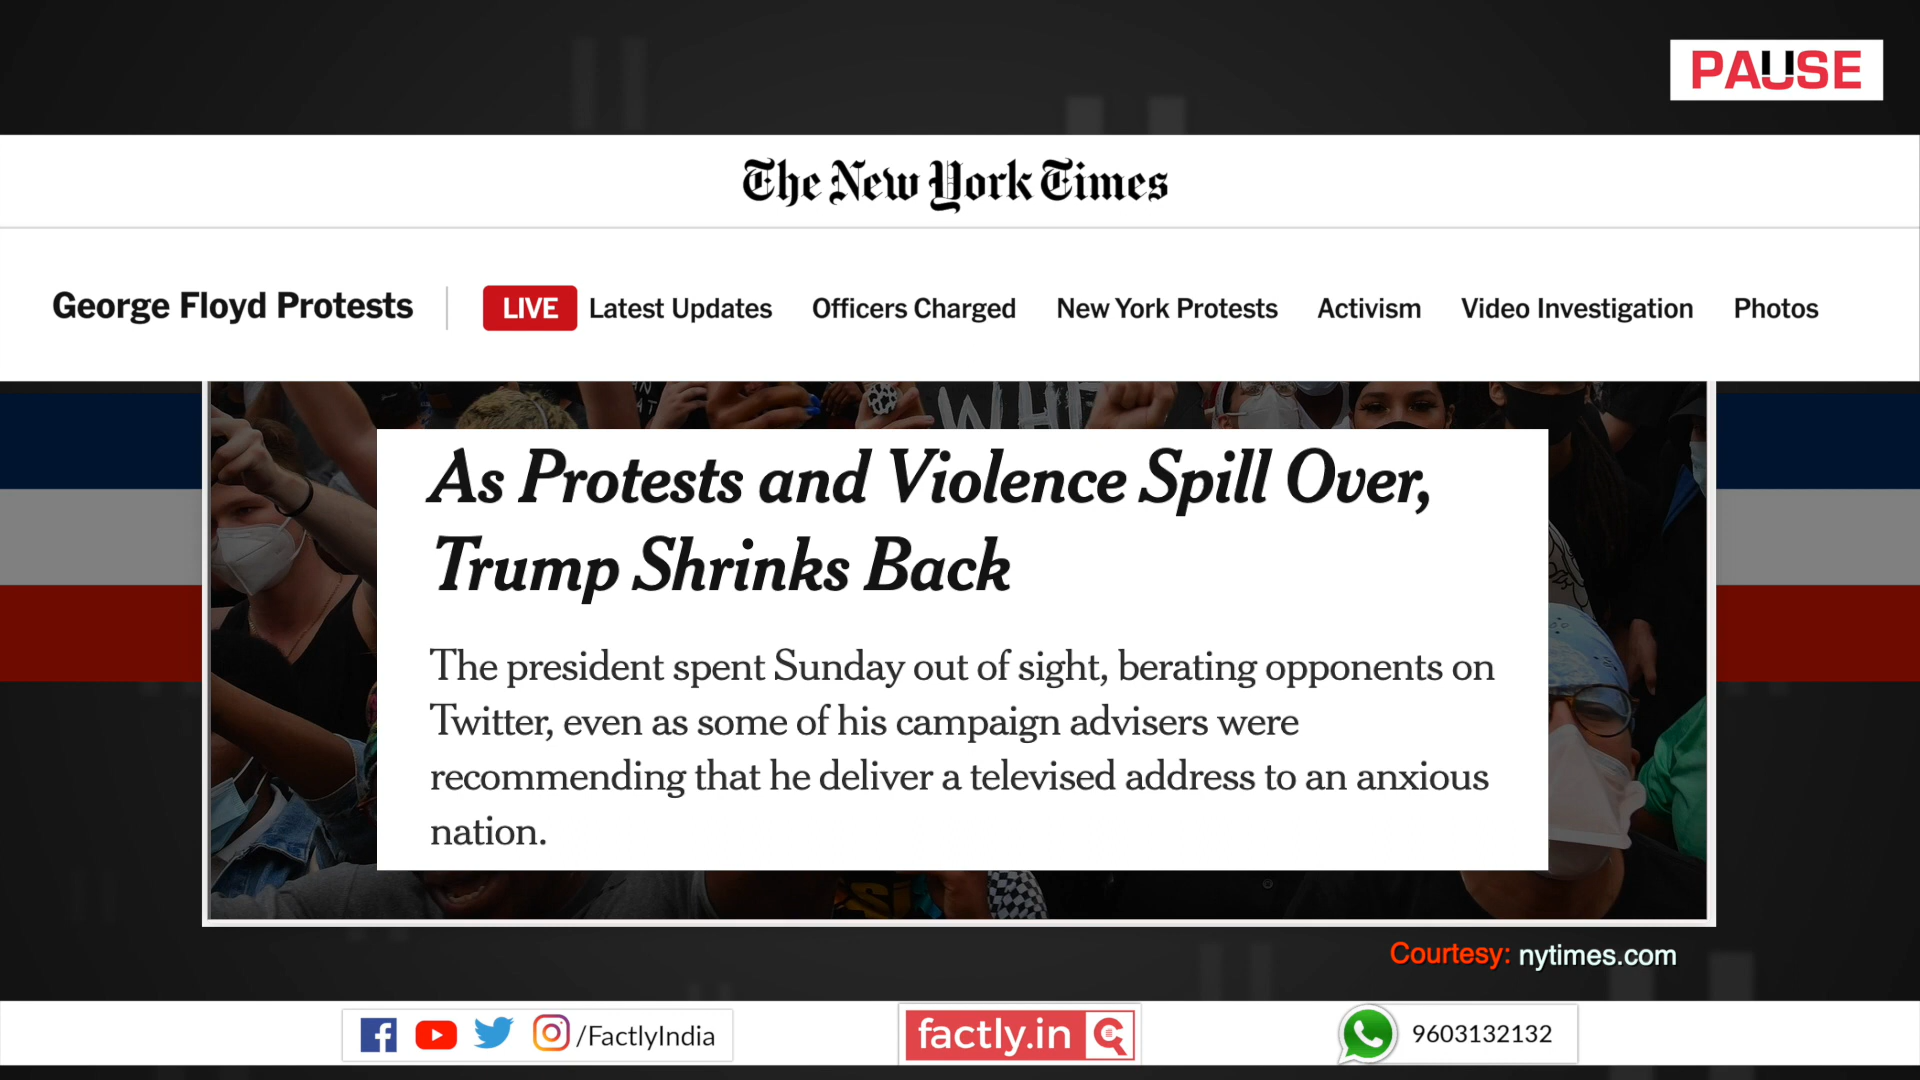 PAUSE
The New York Times
George Floyd Protests
LIVE Latest Updates Officers Charged New York Protests Activism Video Investigation Photos
As Protests and Violence Spill Over,
Trump Shrinks Back
The president spent Sunday out of sight, berating opponents on
Twitter, even as some of his campaign advisers were
recommending that he deliver a televised address to an anxious
nation.
Courtesy: nytimes.com
/FactlyIndia
factly.in
9603132132